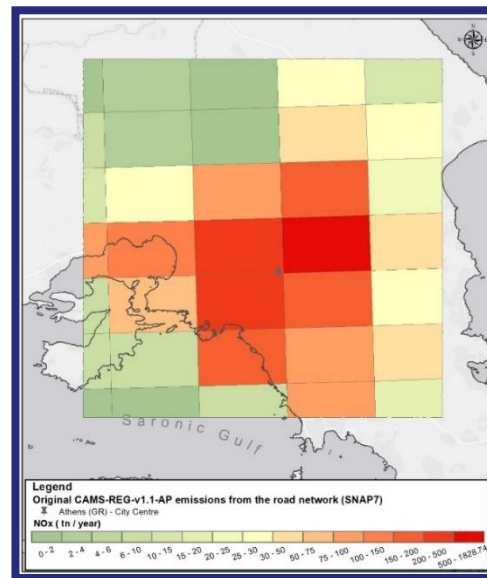 Saronic Gulf
Legend
Original CAMS-REG-v1.1-AP emissions from the road network (SNAP7)
Athens (GR) - City Centre
NOx ( tn / year)
0 - 2 2 - 4 4 - 6 6 - 10 10 - 15 15 - 20 20 - 25 25 - 30 30 - 50 50 - 75 75 - 100 100 - 150 150 - 200 200 - 500 500 - 1828.74